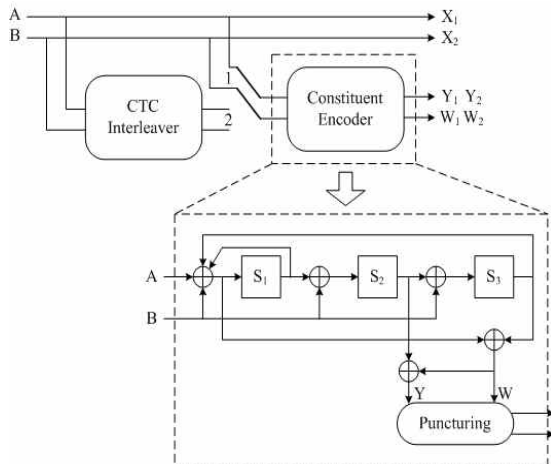 A
X₁
B
X₂
1
CTC
Interleaver
2
Constituent
Encoder
Y₁ Y₂
W₁ W₂
A
S₁
S₂
S₃
B
Y
W
Puncturing